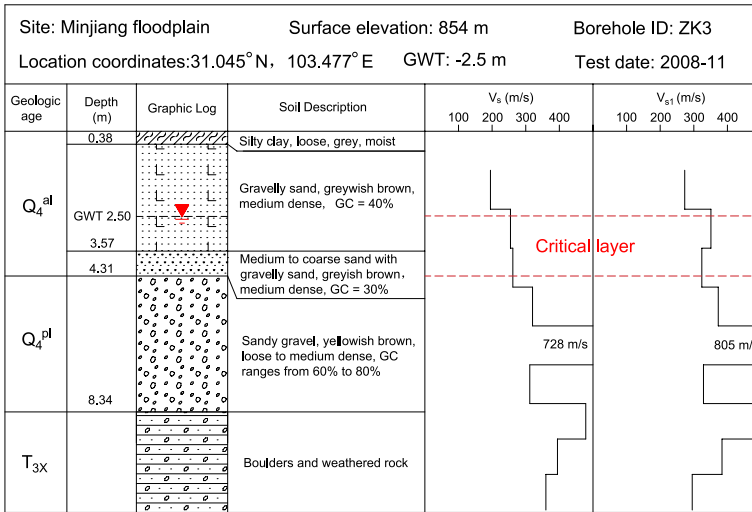 Site: Minjiang floodplain Surface elevation: 854 m Borehole ID: ZK3
Location coordinates:31.045°N, 103.477°E GWT: -2.5 m Test date: 2008-11
Geologic age
Depth (m)
Graphic Log
Soil Description
Vs (m/s)
100 200 300 400
Vs1 (m/s)
100 200 300 400
0.38
Silty clay, loose, grey, moist
Q4al
Gravelly sand, greywish brown,
medium dense, GC = 40%
GWT 2.50
Critical layer
3.57
Medium to coarse sand with
gravelly sand, greyish brown,
medium dense, GC = 30%
4.31
Q4pl
Sandy gravel, yellowish brown,
loose to medium dense, GC
ranges from 60% to 80%
728 m/s
805 m/
8.34
T3X
Boulders and weathered rock